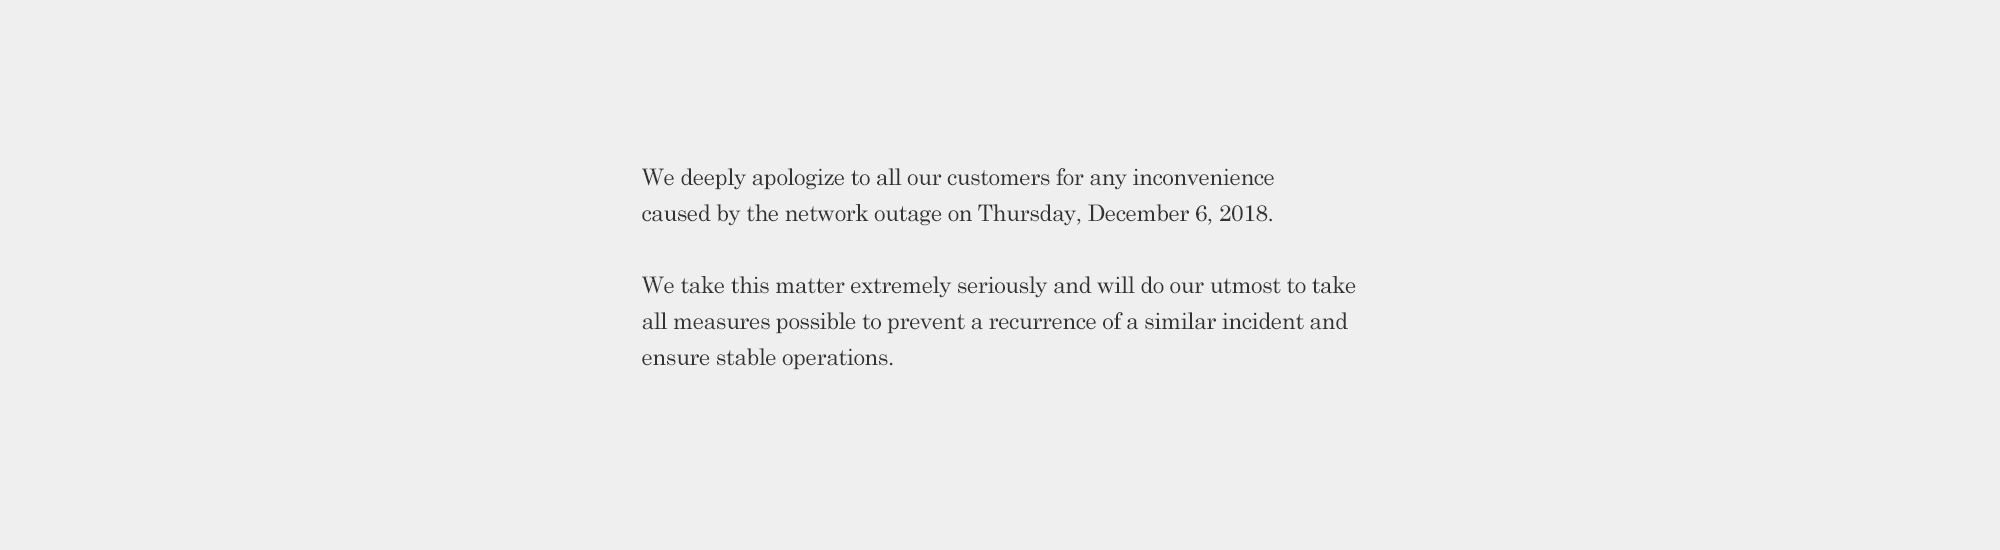 We deeply apologize to all our customers for any inconvenience
caused by the network outage on Thursday, December 6, 2018.
We take this matter extremely seriously and will do our utmost to take
all measures possible to prevent a recurrence of a similar incident and
ensure stable operations.